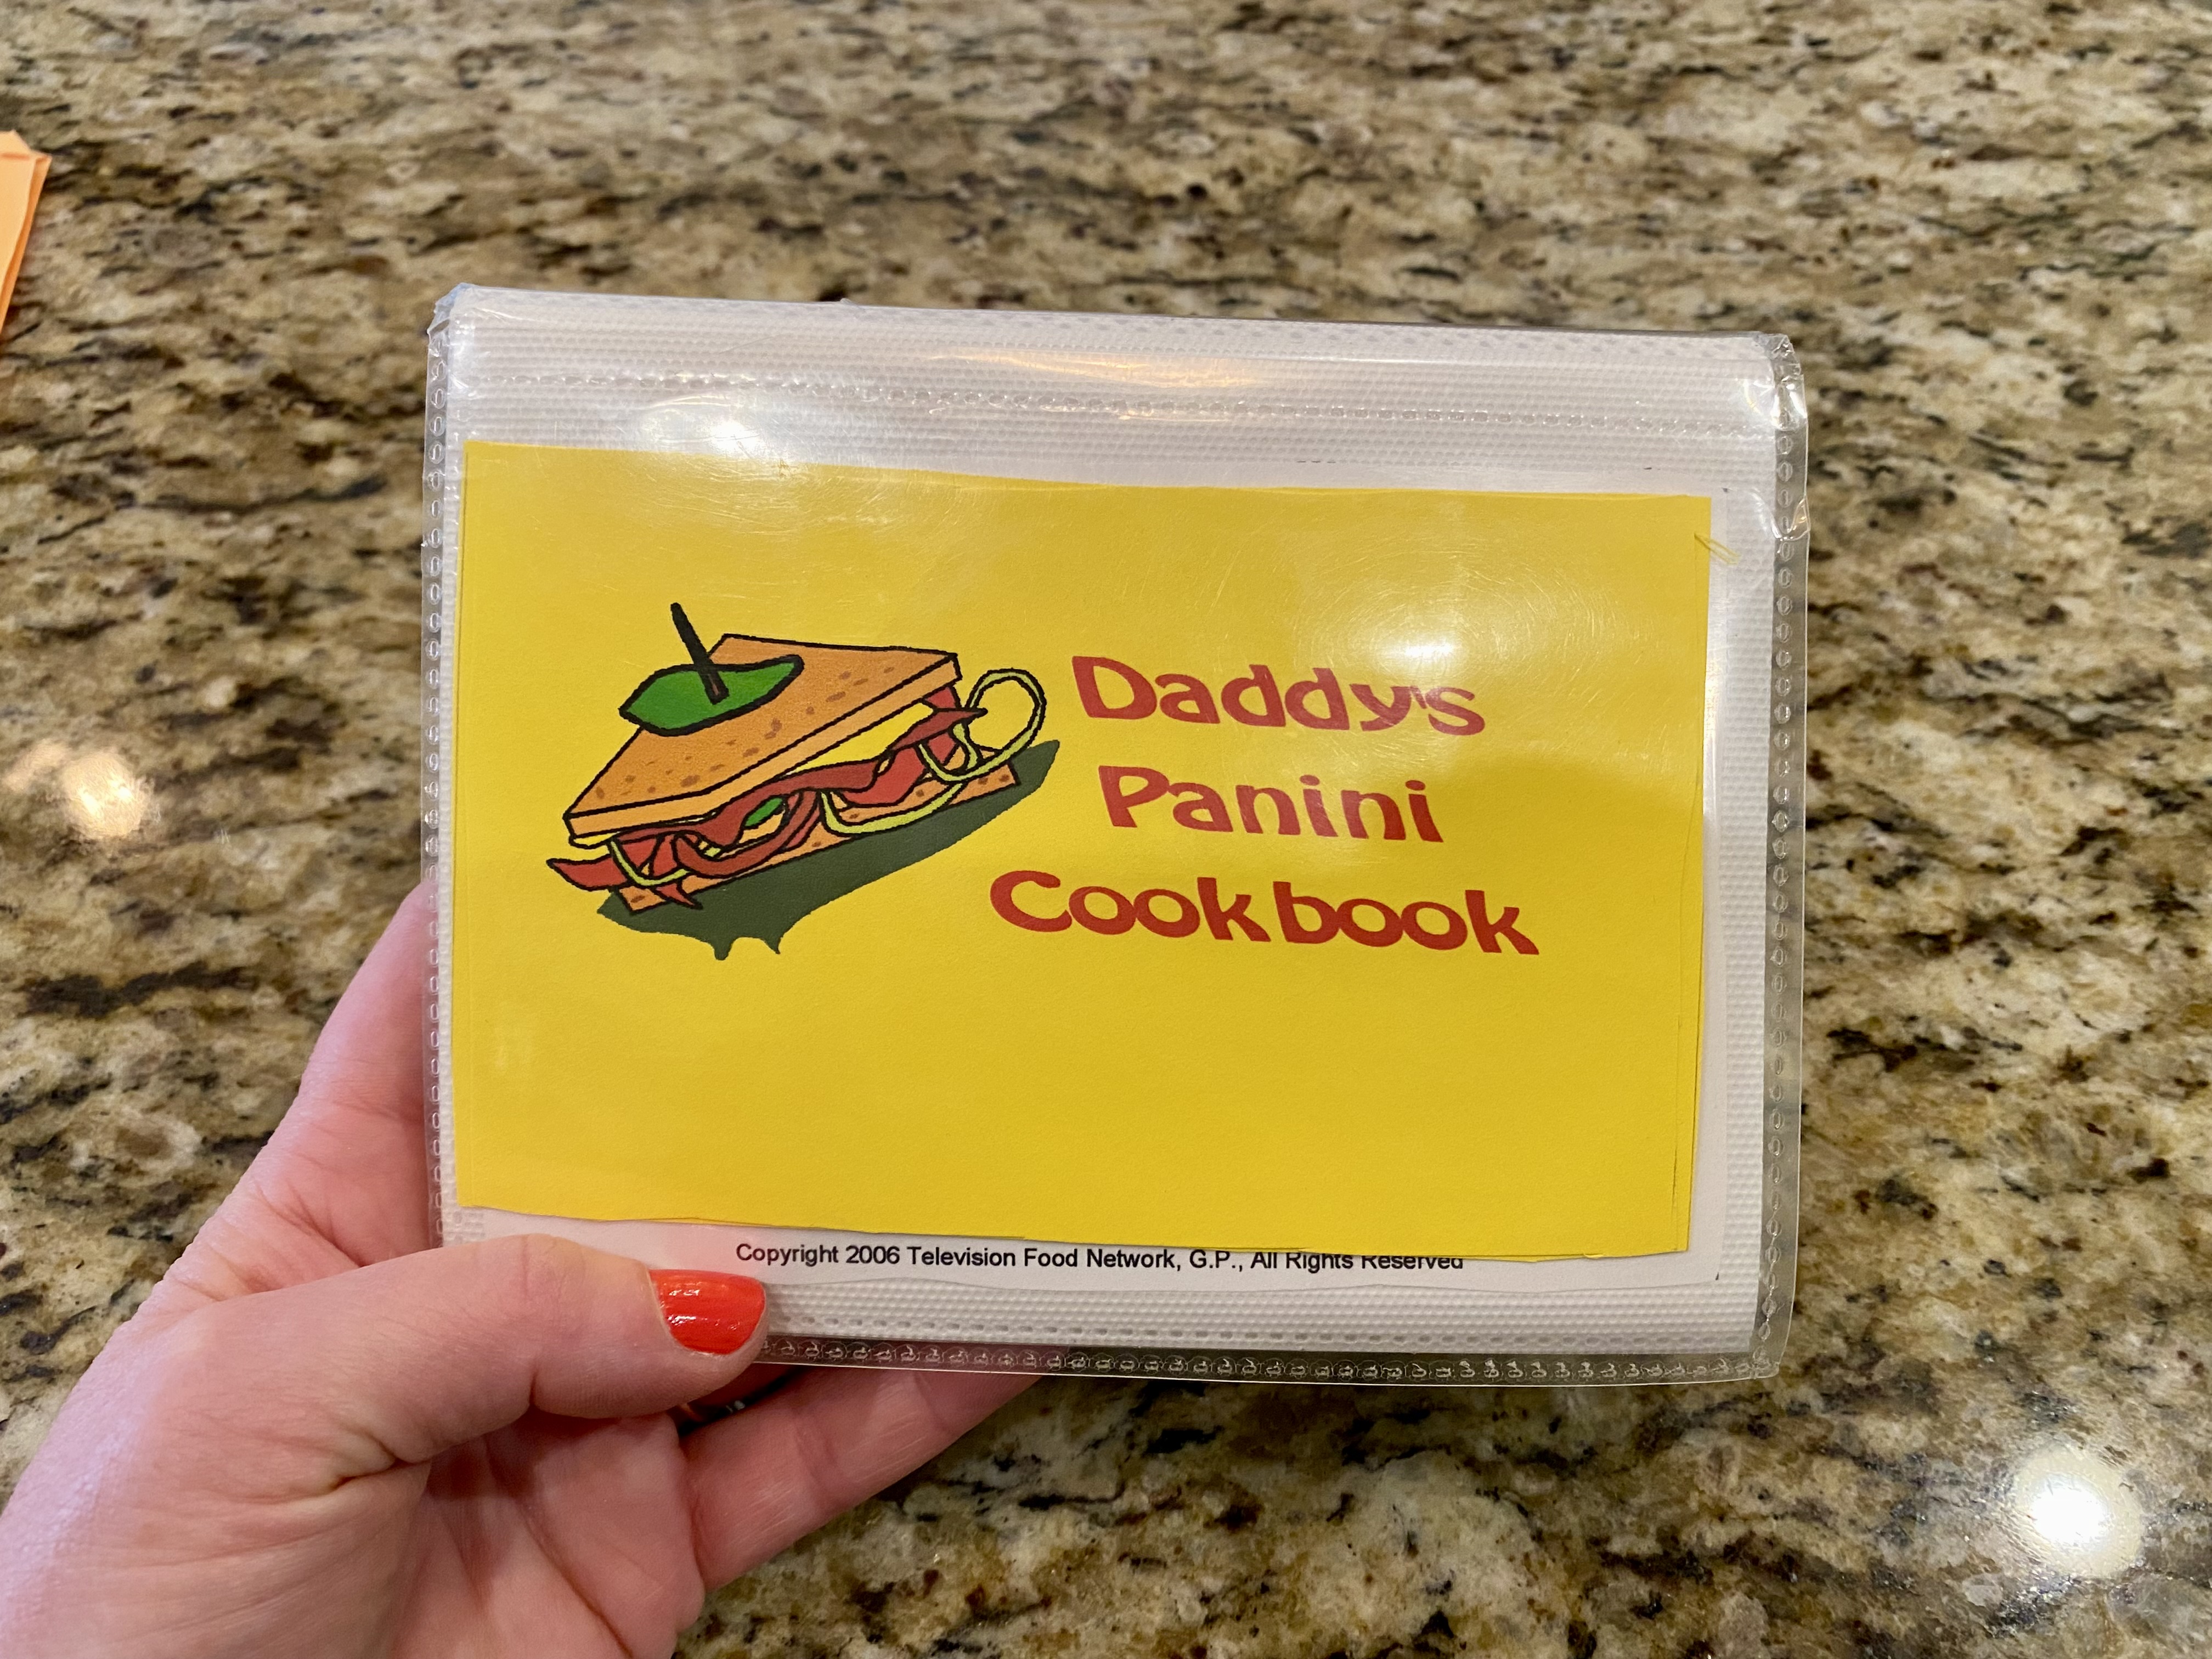 Daddy's
Panini
Cookbook
Copyright 2006 Television Food Network, G.P., All Rights Reserved